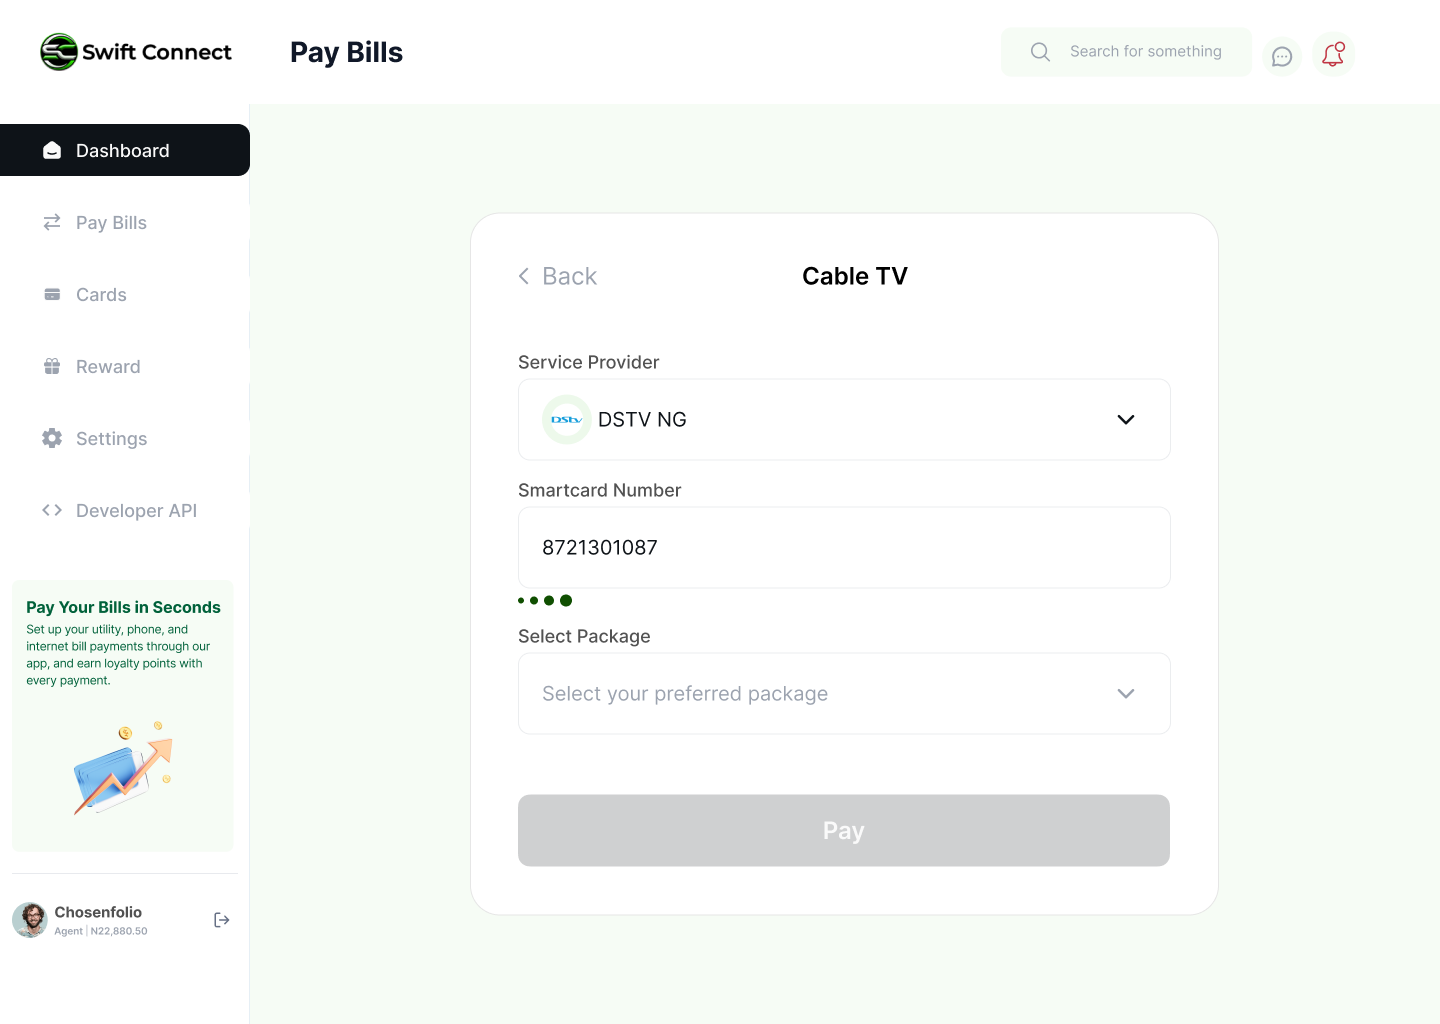 Swift Connect
Pay Bills
Search for something
Dashboard
Pay Bills
Cards
Reward
Settings
Developer API
Pay Your Bills in Seconds
Set up your utility, phone, and
internet bill payments through our
app, and earn loyalty points with
every payment.
Chosenfolio
Agent | N22,880.50
Back
Cable TV
Service Provider
DStv DSTV NG
Smartcard Number
8721301087
Select Package
Select your preferred package
Pay